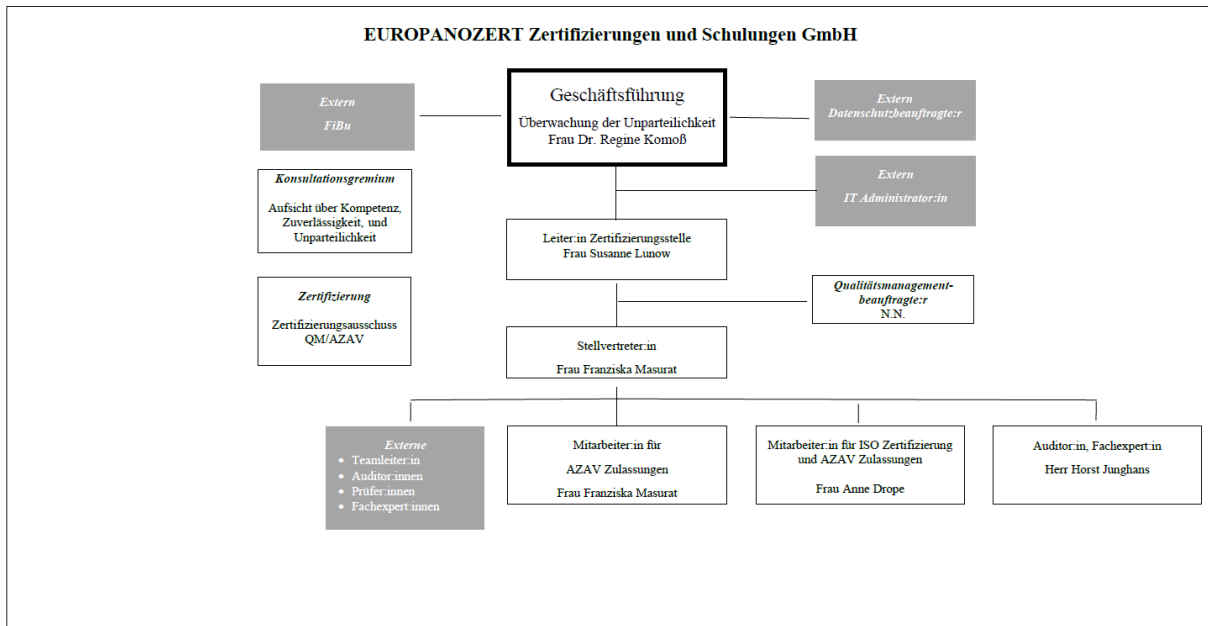 EUROPANOZERT Zertifizierungen und Schulungen GmbH
Extern
FiBu
Geschäftsführung
Überwachung der Unparteilichkeit
Frau Dr. Regine Komoß
Extern
Datenschutzbeauftragte:r
Konsultationsgremium
Aufsicht über Kompetenz,
Zuverlässigkeit, und
Unparteilichkeit
Extern
IT Administrator:in
Leiter:in Zertifizierungsstelle
Frau Susanne Lunow
Zertifizierung
Zertifizierungsausschuss
QM/AZAV
Qualitätsmanagement-
beauftragte:r
N.N.
Stellvertreter:in
Frau Franziska Masurat
Externe
• Teamleiter:in
• Auditor:innen
• Prüfer:innen
• Fachexpert:innen
Mitarbeiter:in für
AZAV Zulassungen
Frau Franziska Masurat
Mitarbeiter:in für ISO Zertifizierung
und AZAV Zulassungen
Frau Anne Drope
Auditor:in, Fachexpert:in
Herr Horst Junghans